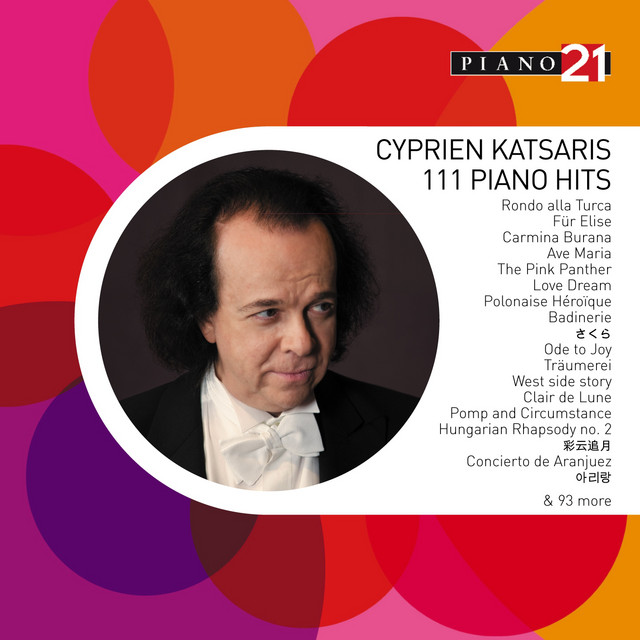 PIANO 21
CYPRIEN KATSARIS
111 PIANO HITS
Rondo alla Turca
Für Elise
Carmina Burana
Ave Maria
The Pink Panther
Love Dream
Polonaise Héroïque
Badinerie
さくら
Ode to Joy
Träumerei
West side story
Clair de Lune
Pomp and Circumstance
Hungarian Rhapsody no. 2
彩云追月
Concierto de Aranjuez
아리랑
& 93 more